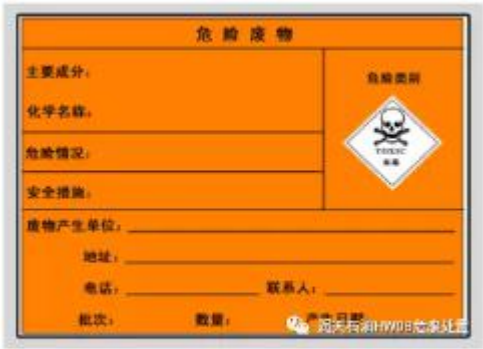 危险废物
主要成分：
危险类别
化学名称：
TOXIC
危险情况：
安全措施：
废物产生单位：
地址：
电话： 联系人：
批次： 数量： 产生日期